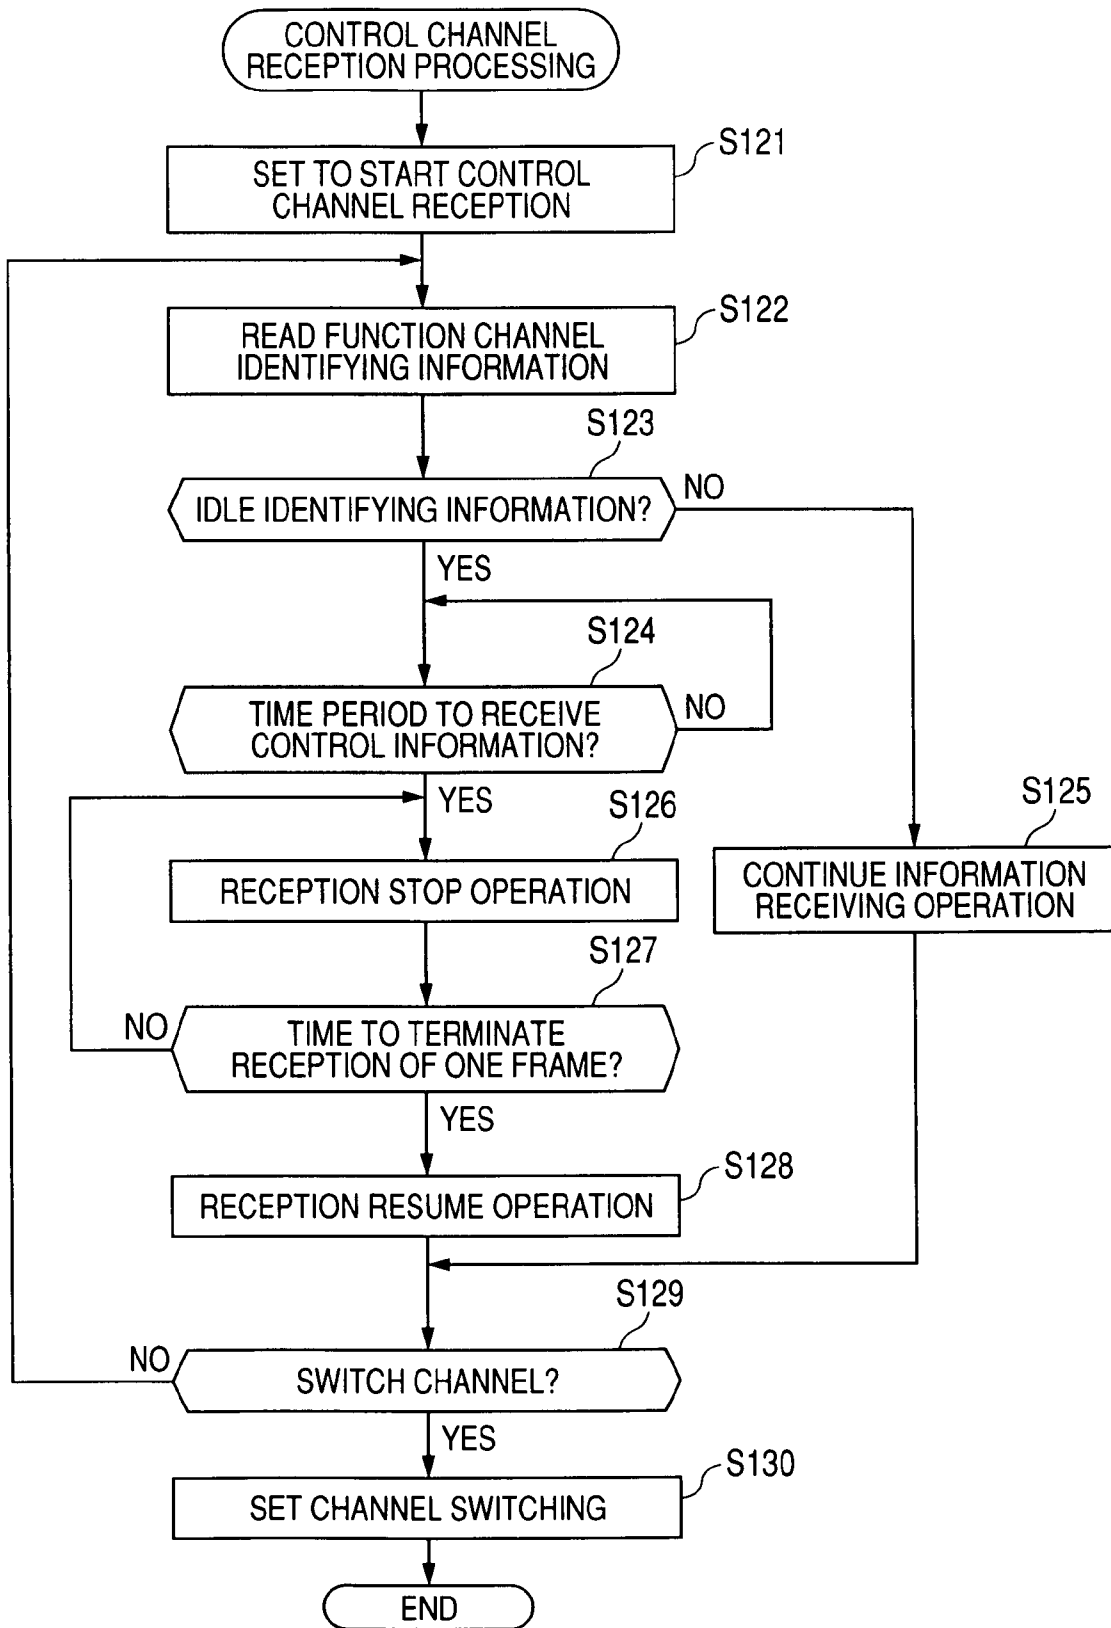 CONTROL CHANNEL
RECEPTION PROCESSING
S121
SET TO START CONTROL
CHANNEL RECEPTION
S122
READ FUNCTION CHANNEL
IDENTIFYING INFORMATION
S123
IDLE IDENTIFYING INFORMATION?
NO
YES
S124
TIME PERIOD TO RECEIVE
CONTROL INFORMATION?
NO
YES
S126
RECEPTION STOP OPERATION
S125
CONTINUE INFORMATION
RECEIVING OPERATION
S127
NO
TIME TO TERMINATE
RECEPTION OF ONE FRAME?
YES
S128
RECEPTION RESUME OPERATION
S129
NO
SWITCH CHANNEL?
YES
S130
SET CHANNEL SWITCHING
END